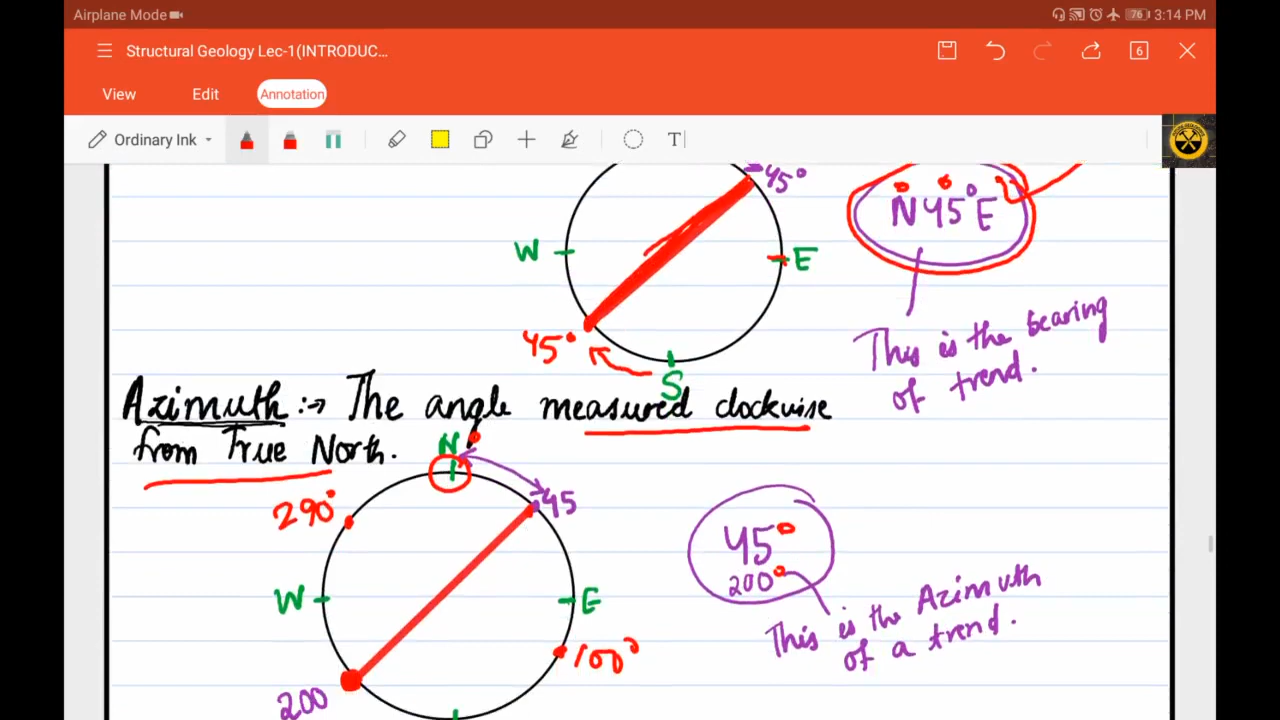 Airplane Mode
76 3:14 PM
Structural Geology Lec-1(INTRODUC...
6
View Edit Annotation
Ordinary Ink
T
45°
N 45° E
W
E
45°
S
This is the bearing
of trend.
Azimuth :→ The angle measured clockwise
from True North.
N
290°
45
45°
200°
W
E
This is the Azimuth
of a trend.
100°
200